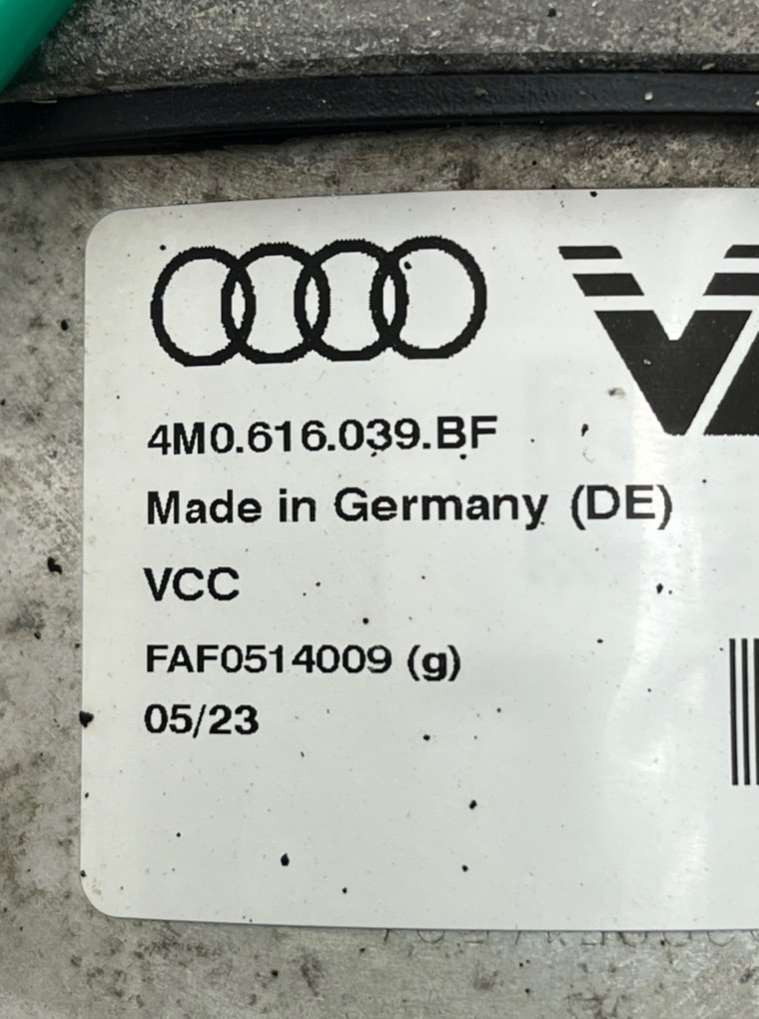 4M0.616.039.BF
Made in Germany (DE)
VCC
FAF0514009 (g)
05/23